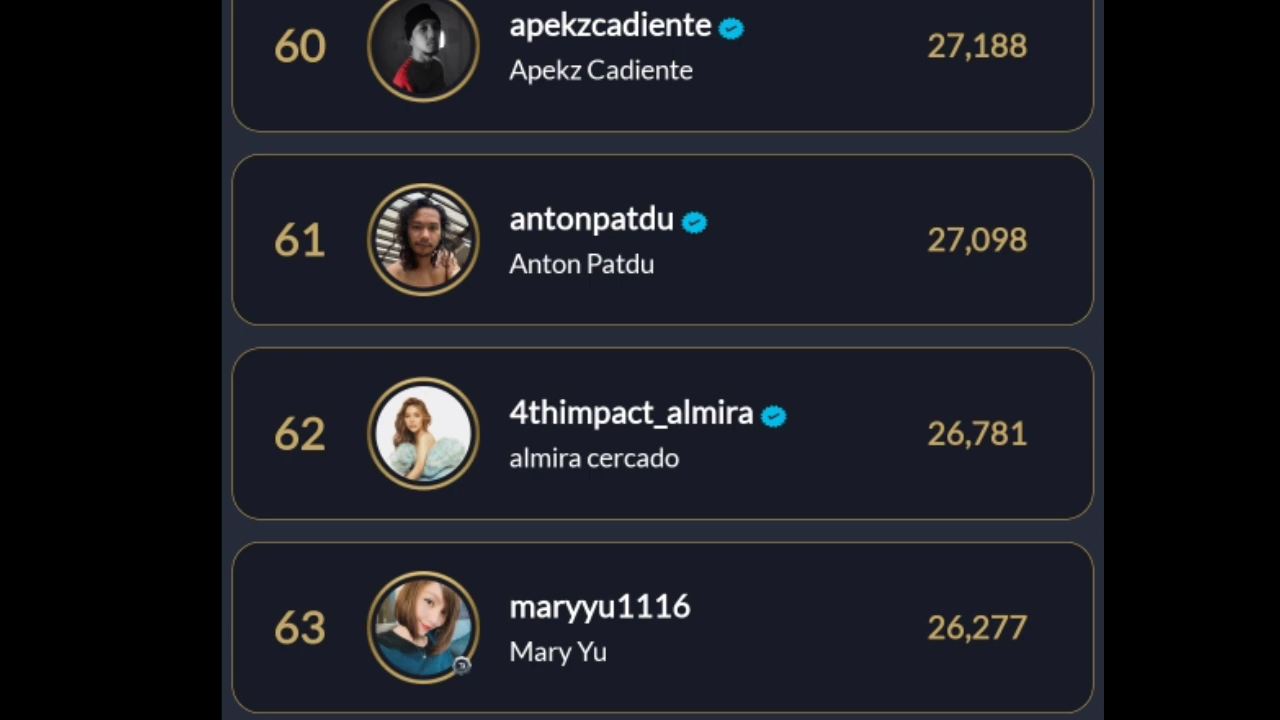 60
apekzcadiente
Apekz Cadiente
27,188
61
antonpatdu
Anton Patdu
27,098
62
4thimpact_almira
almira cercado
26,781
63
maryyu1116
Mary Yu
26,277